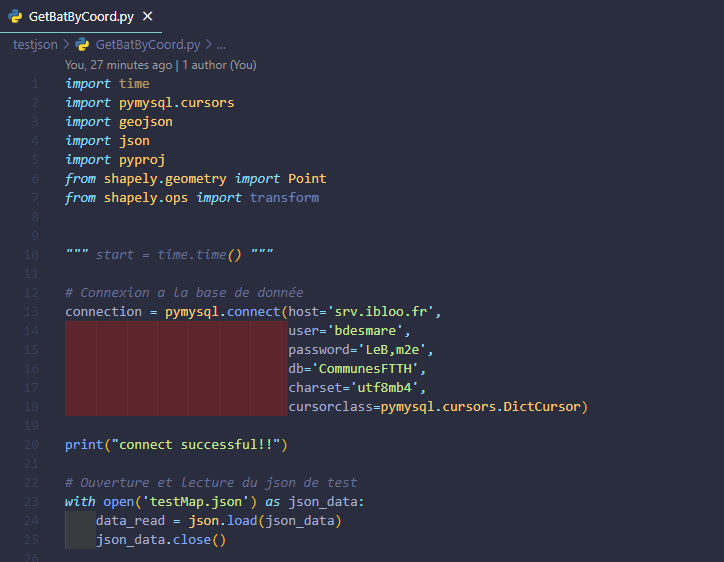 GetBatByCoord.py ✕
testjson > GetBatByCoord.py > ...
You, 27 minutes ago | 1 author (You)
1 import time
2 import pymysql.cursors
3 import geojson
4 import json
5 import pyproj
6 from shapely.geometry import Point
7 from shapely.ops import transform
8
9
10 """ start = time.time() """
11
12 # Connexion a la base de donnée
13 connection = pymysql.connect(host='srv.ibloo.fr',
14 user='bdesmare',
15 password='LeB,m2e',
16 db='CommunesFTTH',
17 charset='utf8mb4',
18 cursorclass=pymysql.cursors.DictCursor)
19
20 print("connect successful!!")
21
22 # Ouverture et lecture du json de test
23 with open('testMap.json') as json_data:
24 data_read = json.load(json_data)
25 json_data.close()
26